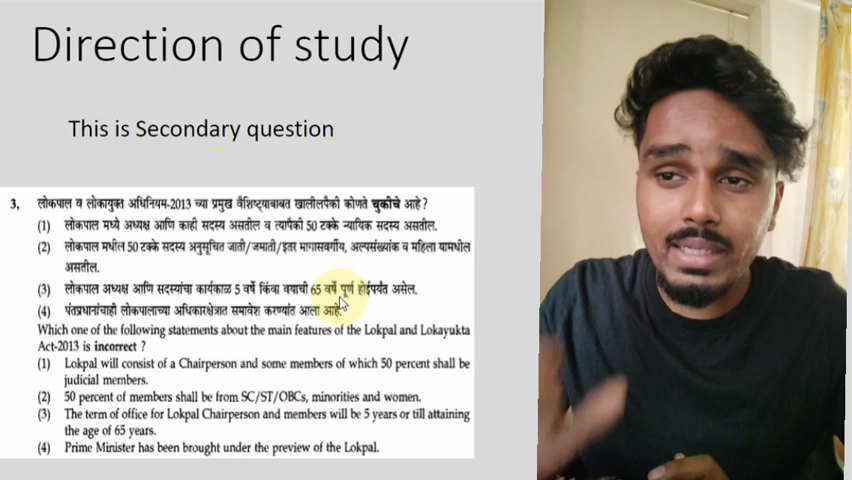 Direction of study
This is Secondary question
3. लोकपाल व लोकायुक्त अधिनियम-2013 च्या प्रमुख वैशिष्ट्याबाबत खालीलपैकी कोणते चुकीचे आहे ?
(1) लोकपाल मध्ये अध्यक्ष आणि काही सदस्य असतील व त्यापैकी 50 टक्के न्यायिक सदस्य असतील.
(2) लोकपाल मधील 50 टक्के सदस्य अनुसूचित जाती/जमाती/इतर मागासवर्गीय, अल्पसंख्यांक व महिला यामधील
असतील.
(3) लोकपाल अध्यक्ष आणि सदस्यांचा कार्यकाळ 5 वर्षे किंवा वयाची 65 वर्षे पूर्ण होईपर्यंत असेल.
(4) पंतप्रधानांचाही लोकपालाच्या अधिकारक्षेत्रात समावेश करण्यांत आला आहे.
Which one of the following statements about the main features of the Lokpal and Lokayukta
Act-2013 is incorrect ?
(1) Lokpal will consist of a Chairperson and some members of which 50 percent shall be
judicial members.
(2) 50 percent of members shall be from SC/ST/OBCs, minorities and women.
(3) The term of office for Lokpal Chairperson and members will be 5 years or till attaining
the age of 65 years.
(4) Prime Minister has been brought under the preview of the Lokpal.